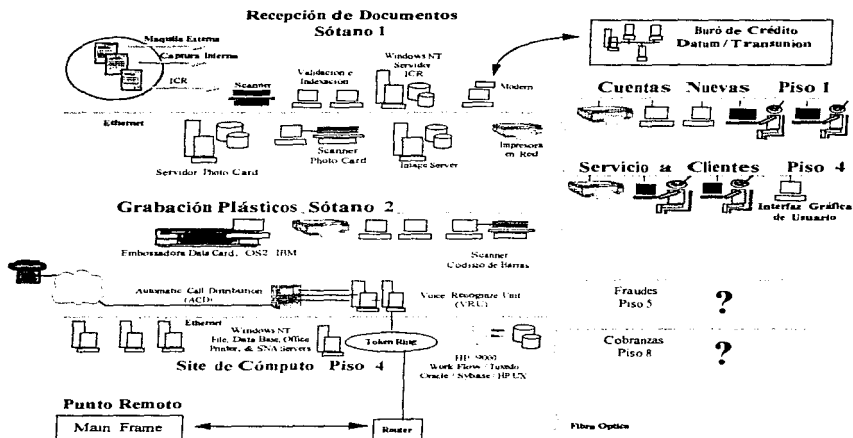 Recepción de Documentos
Sótano 1
Maquila Externa
Captura Interna
ICR
Scanner
Validación e
Indexación
Windows NT
Servidor
ICR
Modem
Buró de Crédito
Datum / Transunion
Cuentas Nuevas Piso 1
Ethernet
Servidor Photo Card
Scanner
Photo Card
Image Server
Impresora
en Red
Servicio a Clientes Piso 4
Interfaz Gráfica
de Usuario
Grabación Plásticos Sótano 2
Embossadora Data Card, OS2 IBM
Scanner
Código de Barras
Automatic Call Distribution
(ACD)
Voice Recognize Unit
(VRU)
Fraudes
Piso 5
?
Ethernet
Windows NT
File, Data Base, Office
Printer, & SNA Servers
Token Ring
=
HP 9000
Work Flow / Tuxedo
Oracle / Sybase / HP UX
Cobranzas
Piso 8
?
Site de Cómputo Piso 4
Punto Remoto
Main Frame
Router
Fibra Optica